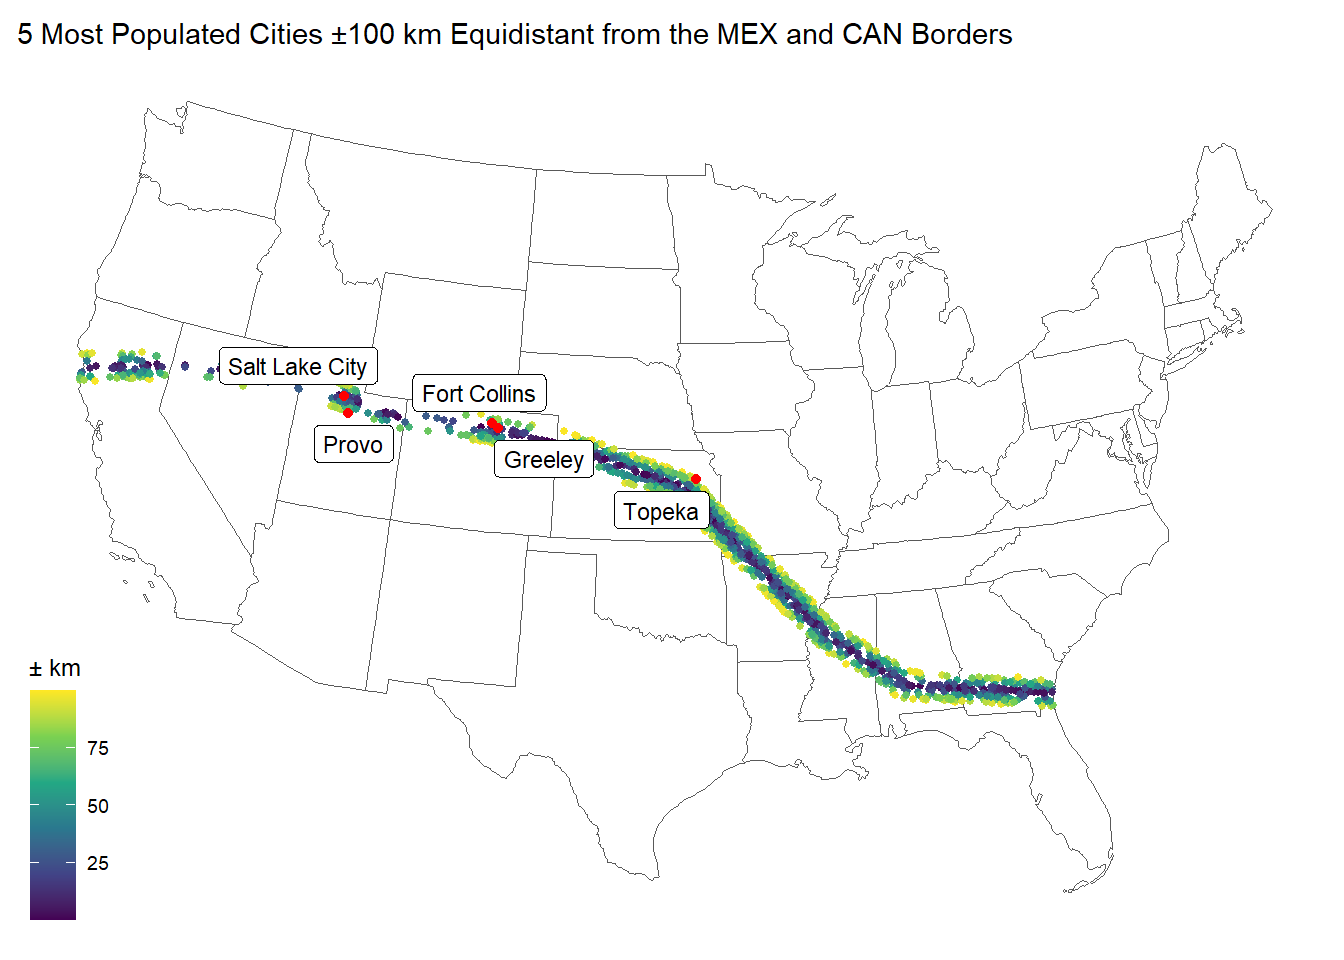 5 Most Populated Cities ±100 km Equidistant from the MEX and CAN Borders
Salt Lake City
Fort Collins
Provo
Greeley
Topeka
± km
75
50
25